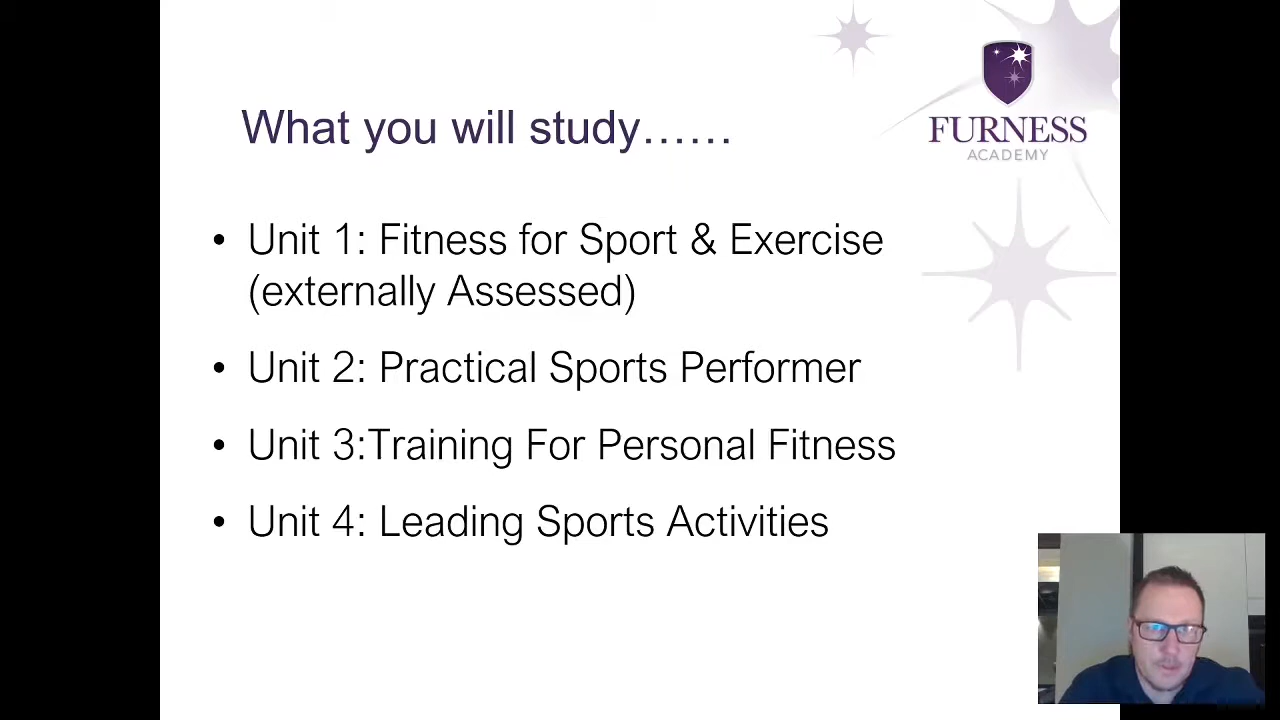 FURNESS
ACADEMY
What you will study……
• Unit 1: Fitness for Sport & Exercise
(externally Assessed)
• Unit 2: Practical Sports Performer
• Unit 3:Training For Personal Fitness
• Unit 4: Leading Sports Activities